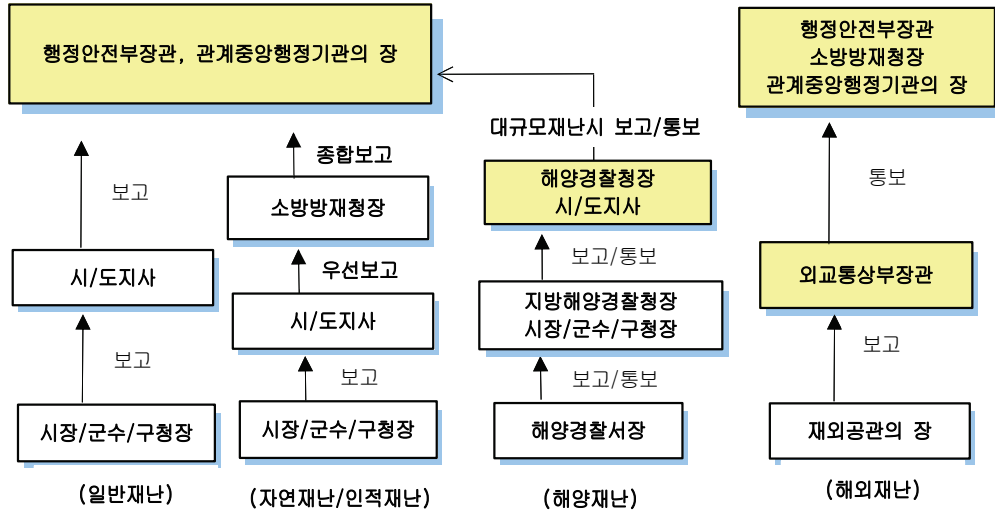 행정안전부장관, 관계중앙행정기관의 장
행정안전부장관
소방방재청장
관계중앙행정기관의 장
대규모재난시 보고/통보
종합보고
보고
통보
해양경찰청장
시/도지사
소방방재청장
보고/통보
우선보고
시/도지사
외교통상부장관
지방해양경찰청장
시장/군수/구청장
시/도지사
보고
보고
보고/통보
보고
시장/군수/구청장
시장/군수/구청장
해양경찰서장
재외공관의 장
(일반재난)
(자연재난/인적재난)
(해양재난)
(해외재난)